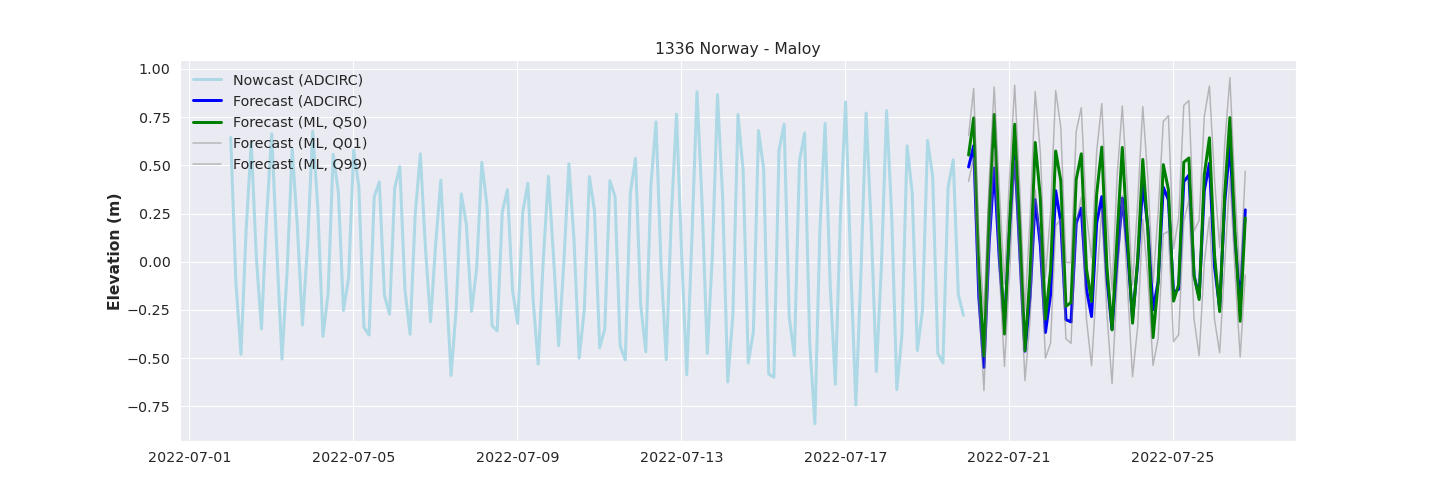 1336 Norway - Maloy
1.00
0.75
0.50
0.25
0.00
−0.25
−0.50
−0.75
Elevation (m)
Nowcast (ADCIRC)
Forecast (ADCIRC)
Forecast (ML, Q50)
Forecast (ML, Q01)
Forecast (ML, Q99)
2022-07-01 2022-07-05 2022-07-09 2022-07-13 2022-07-17 2022-07-21 2022-07-25